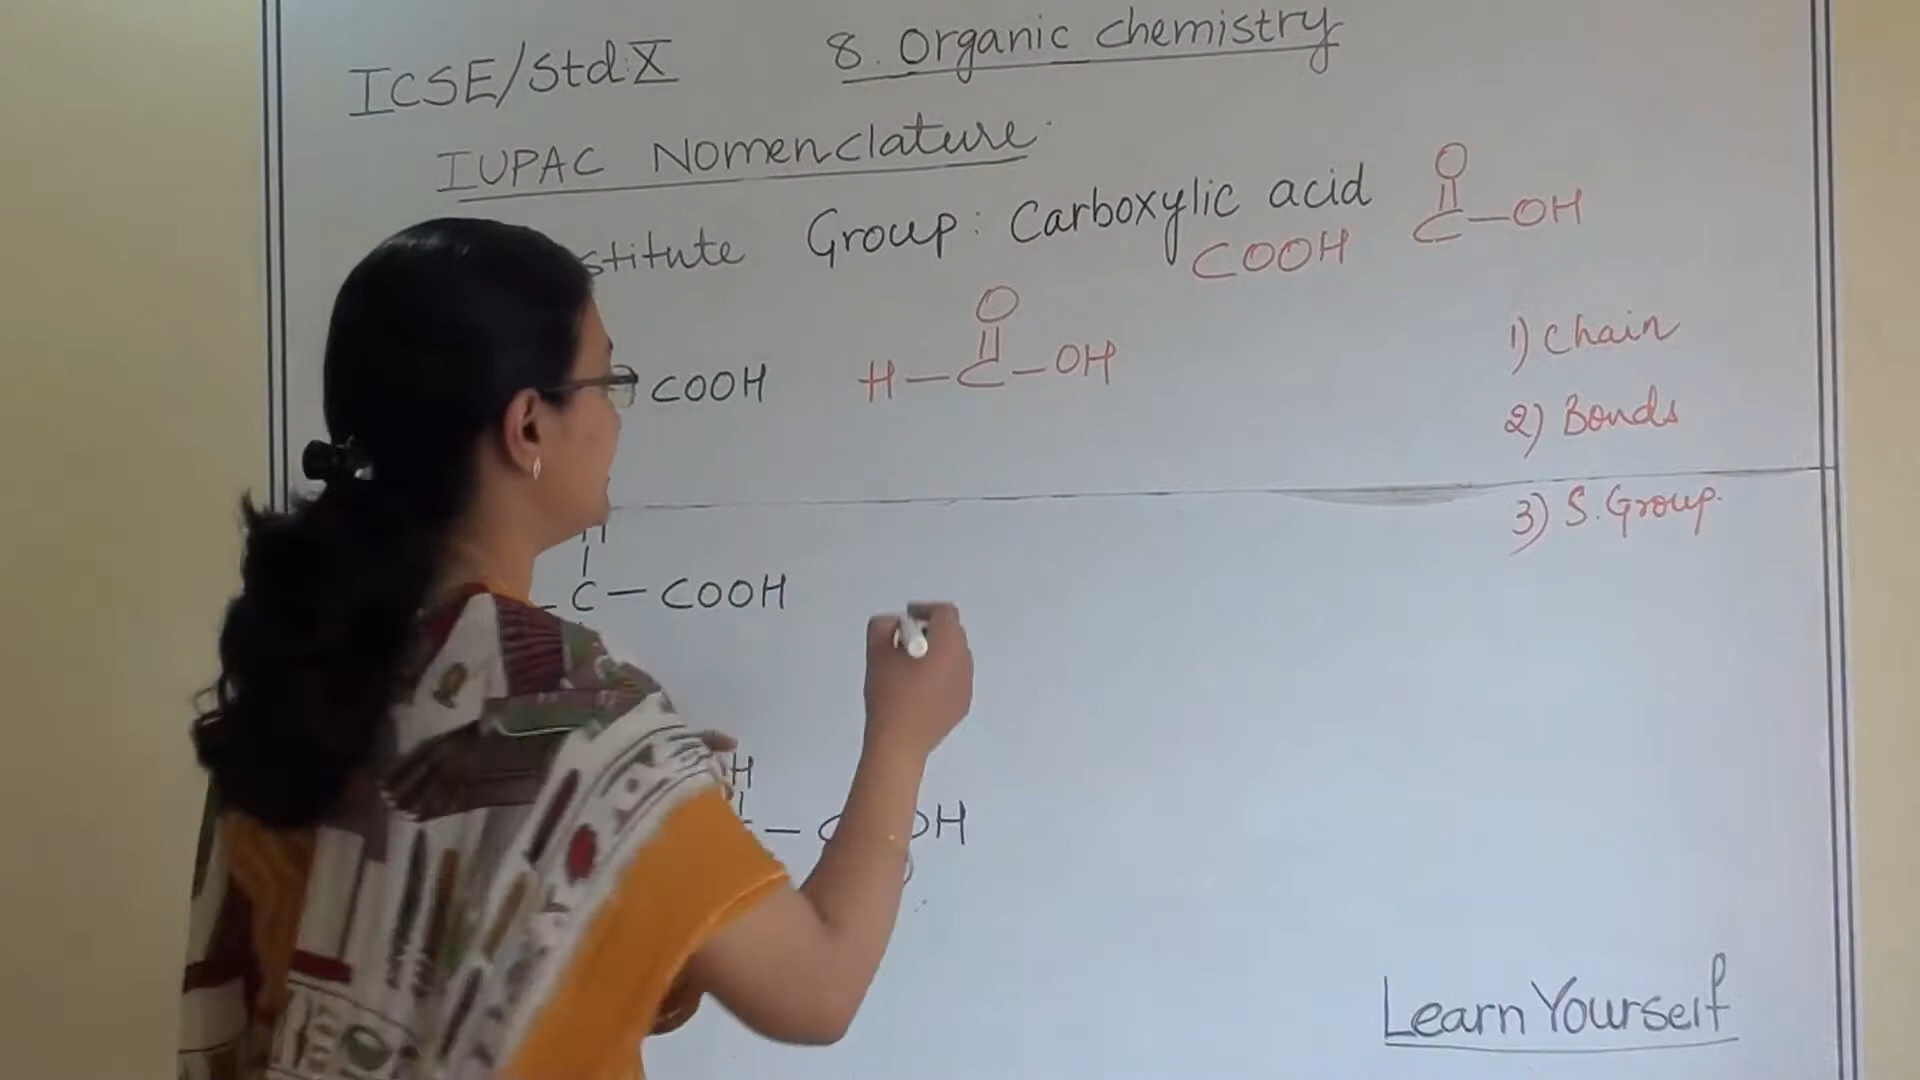 ICSE/Std:X 8. Organic chemistry
IUPAC Nomenclature
Group: Carboxylic acid
COOH
O
||
C—OH
COOH
O
||
H—C—OH
1) Chain
2) Bonds
3) S. Group.
H
|
—C—COOH
H
|
— OH
Learn Yourself